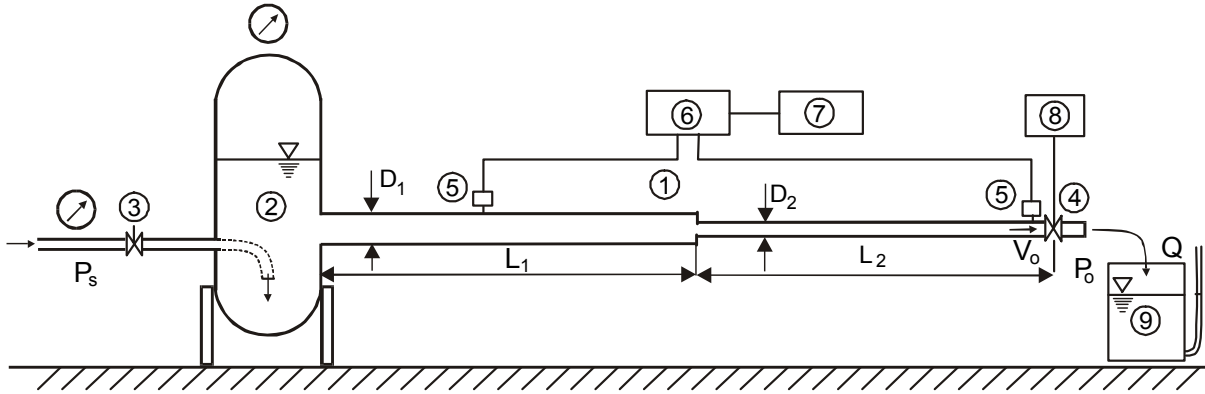 ⑥ ⑦ ⑧
③ ② D₁ ⑤ ① D₂ ⑤ ④
Pₛ L₁ L₂ Vₒ Pₒ Q
⑨